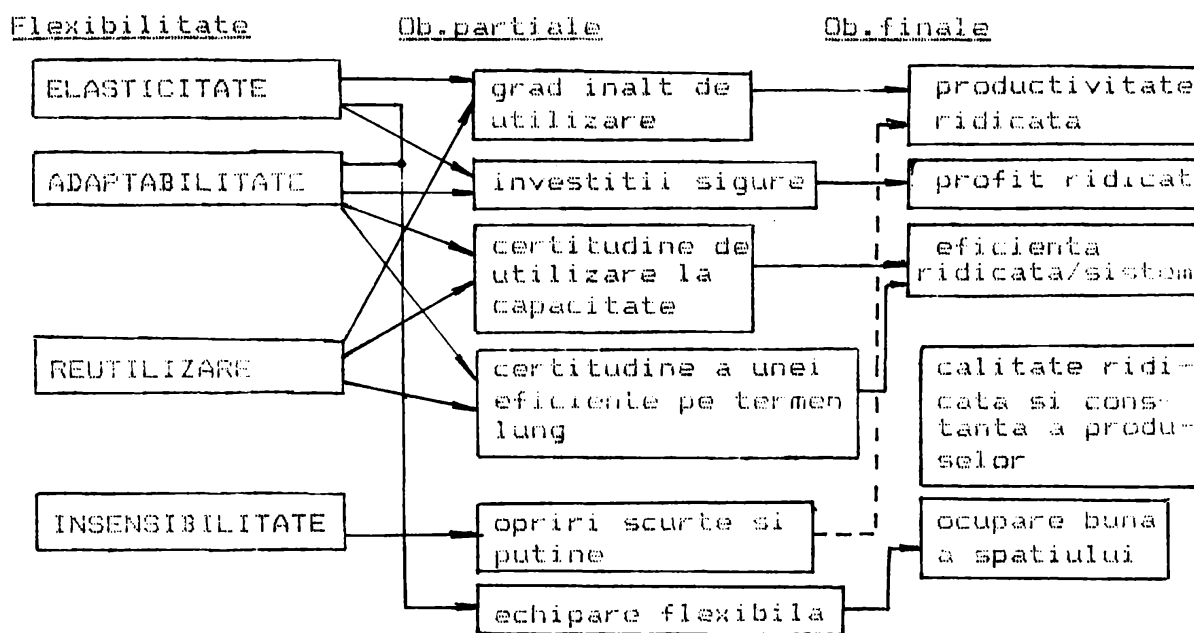 Flexibilitate
Ob.partiale
Ob.finale
ELASTICITATE
ADAPTABILITATE
REUTILIZARE
INSENSIBILITATE
grad inalt de
utilizare
investitii sigure
certitudine de
utilizare la
capacitate
certitudine a unei
eficiente pe termen
lung
opriri scurte si
putine
echipare flexibila
productivitate
ridicata
profit ridicat
eficienta
ridicata/sistem
calitate ridi-
cata si cons-
tanta a produ-
selor
ocupare buna
a spatiului